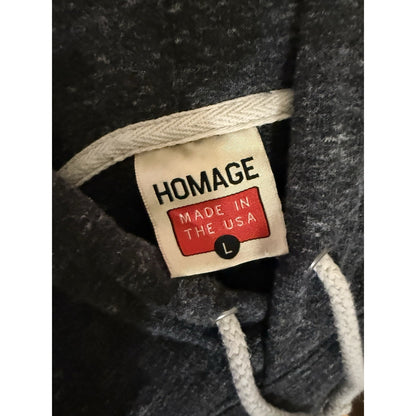 HOMAGE
MADE IN
THE USA
L